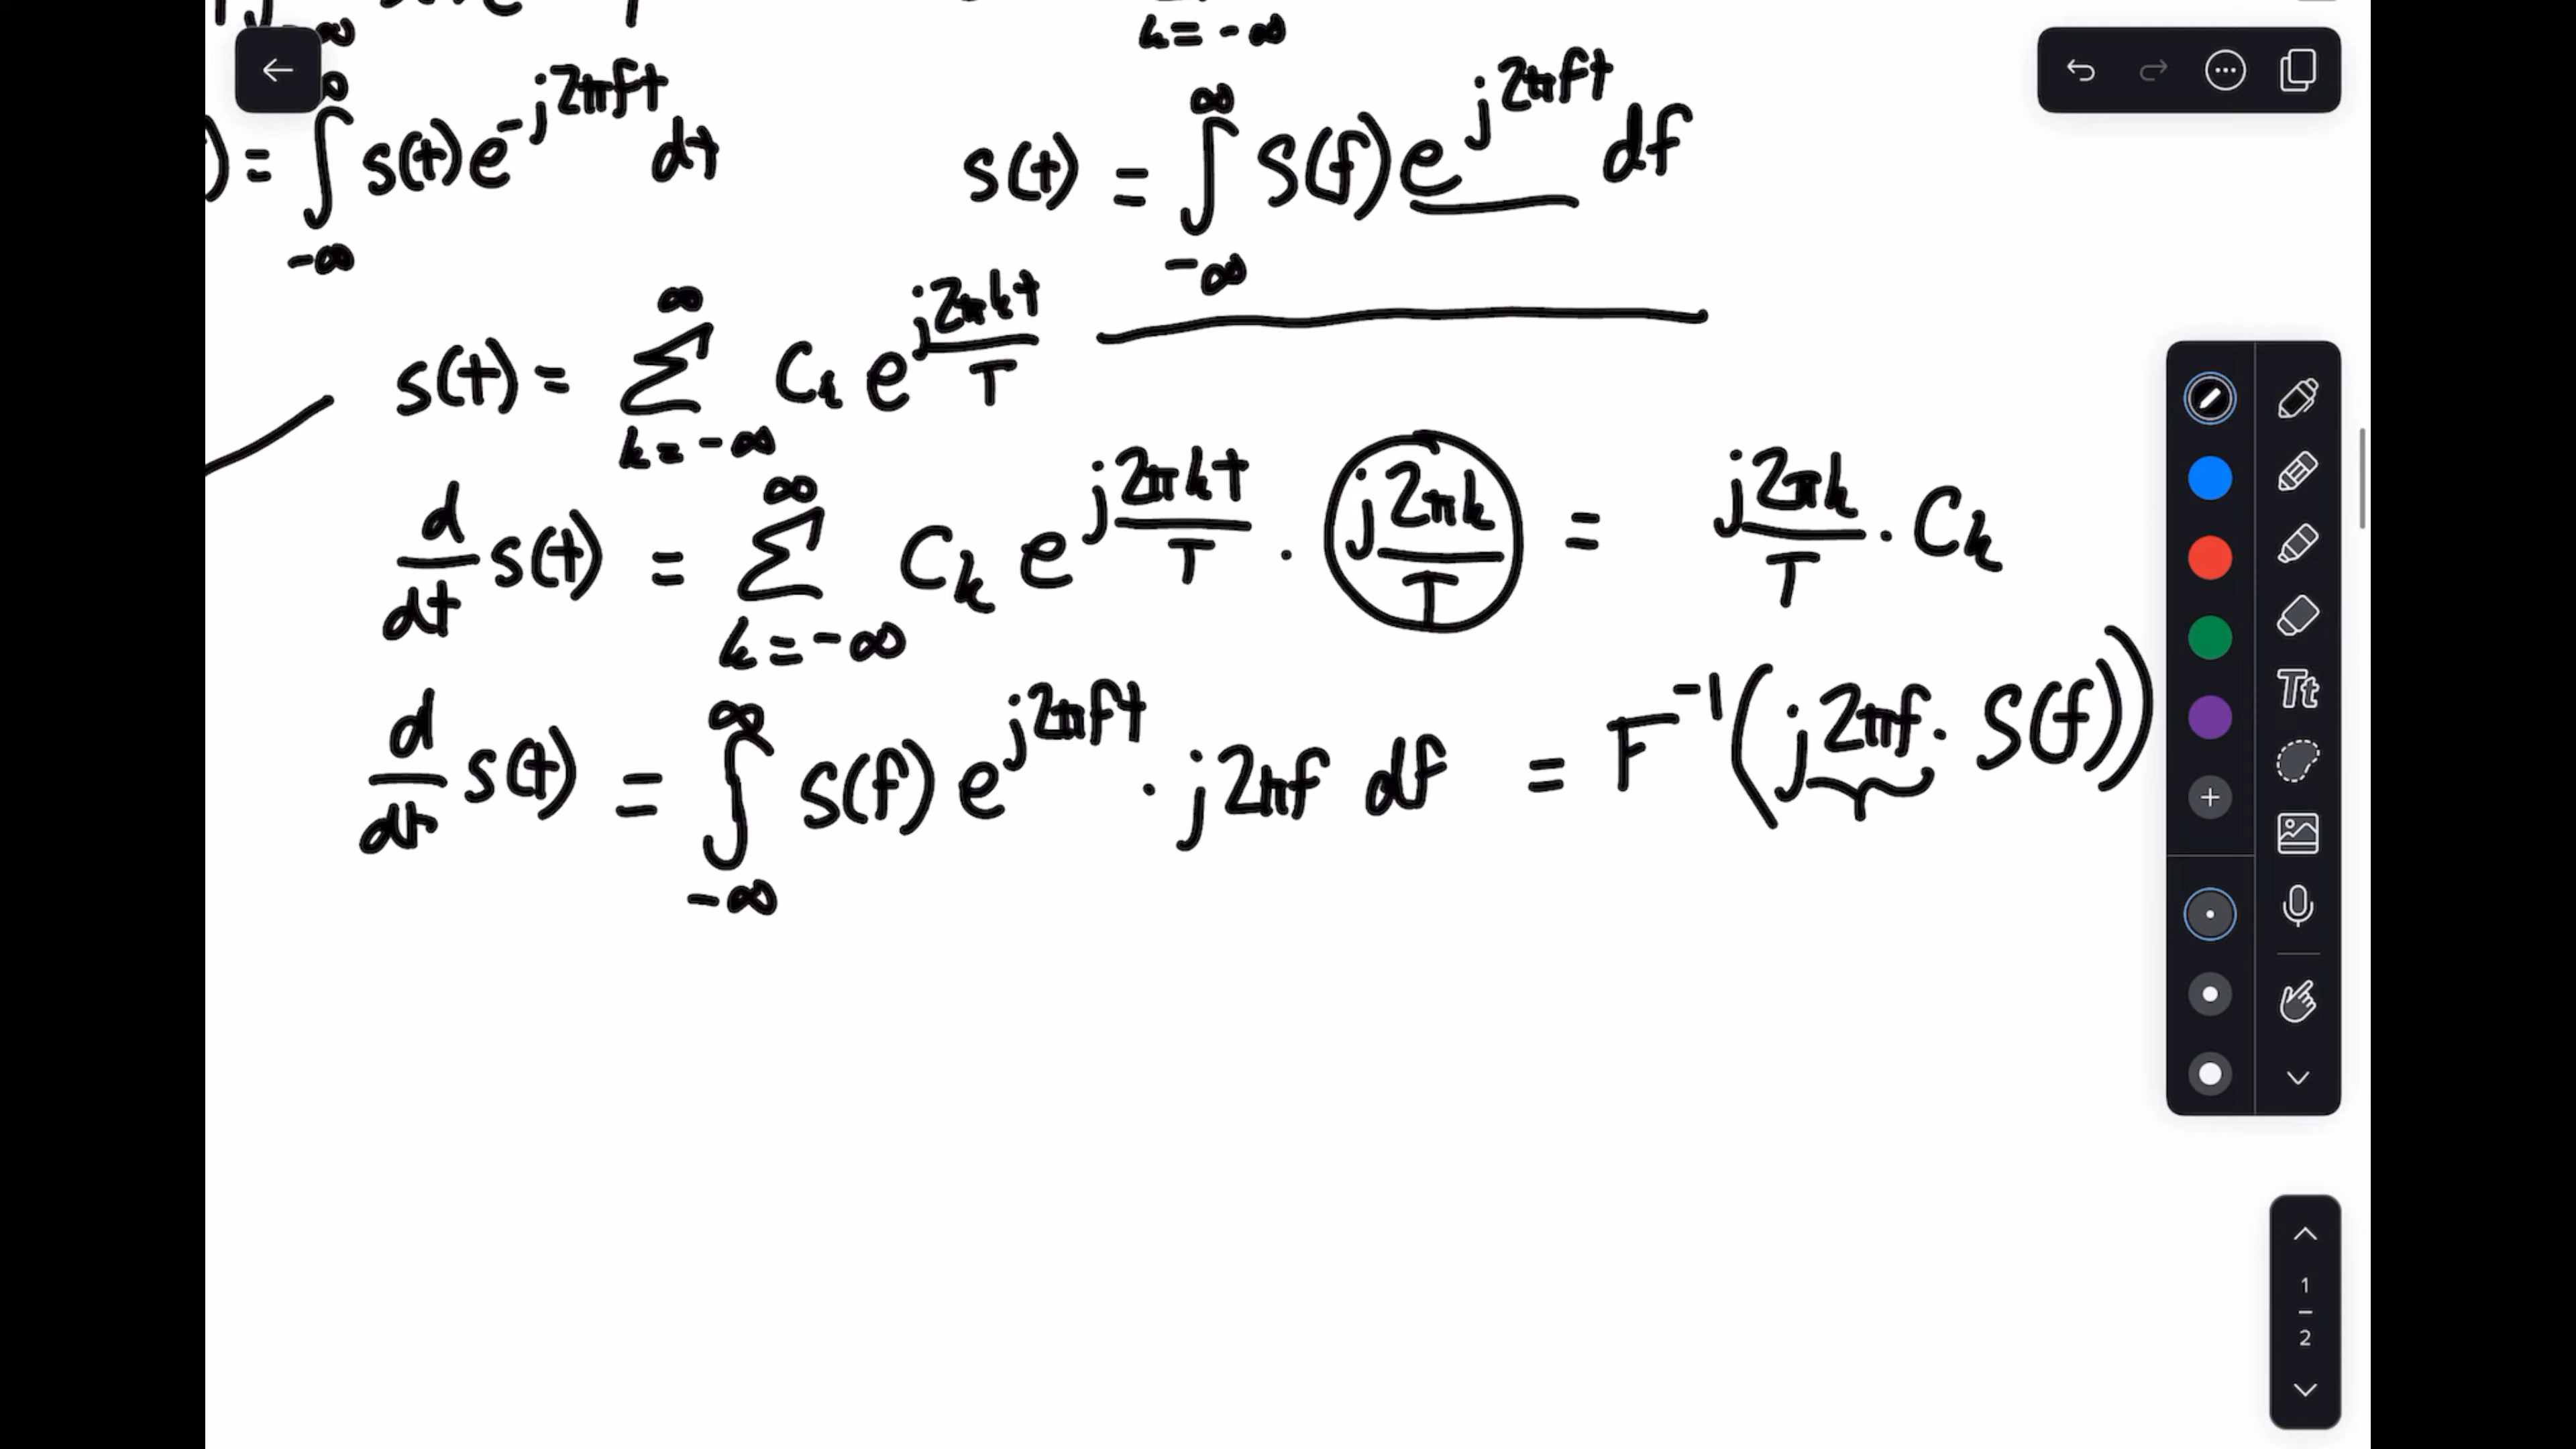 k = -∞
) = ∫_{-∞}^{∞} s(t) e^{-j2πft} dt
s(t) = ∫_{-∞}^{∞} S(f) e^{j2πft} df
s(t) = Σ_{k=-∞}^{∞} C_k e^{j2πkt/T}
d/dt s(t) = Σ_{k=-∞}^{∞} C_k e^{j2πkt/T} · j2πk/T = j2πk/T · C_k
d/dt s(t) = ∫_{-∞}^{∞} S(f) e^{j2πft} · j2πf df = F^{-1}(j2πf · S(f))
Tt
1
2